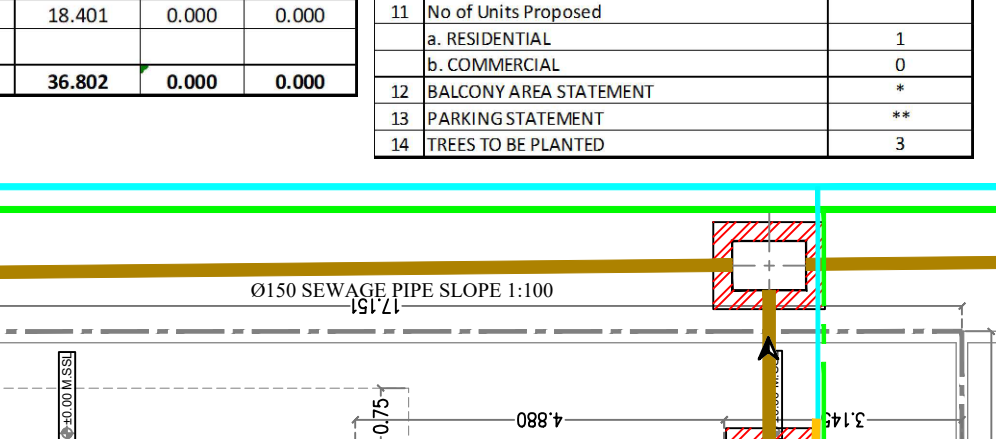 18.401 0.000 0.000
36.802 0.000 0.000
11 No of Units Proposed
a. RESIDENTIAL 1
b. COMMERCIAL 0
12 BALCONY AREA STATEMENT *
13 PARKING STATEMENT **
14 TREES TO BE PLANTED 3
Ø150 SEWAGE PIPE SLOPE 1:100
17.151
±0.00 M.SSL
0.75
4.880
3.145